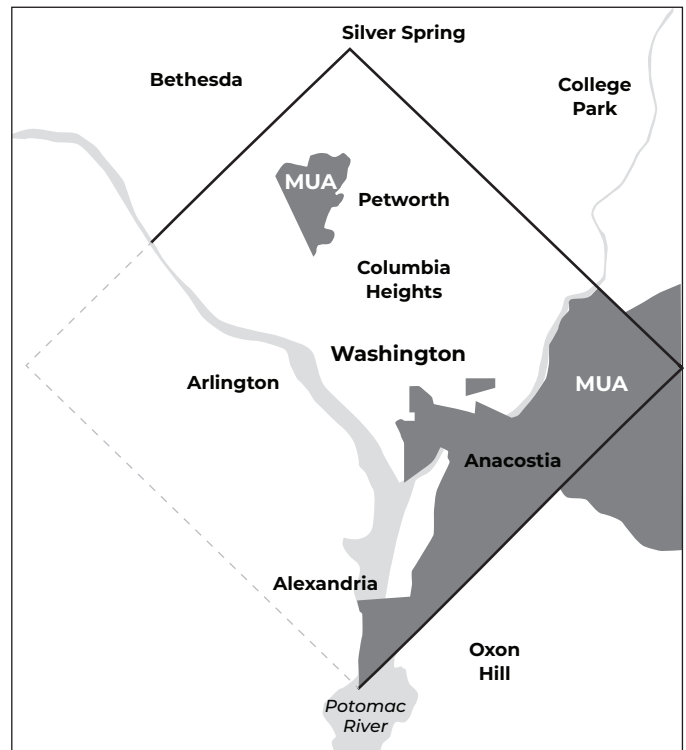 Silver Spring
Bethesda
College
Park
MUA
Petworth
Columbia
Heights
Washington
Arlington
MUA
Anacostia
Alexandria
Oxon
Hill
Potomac
River